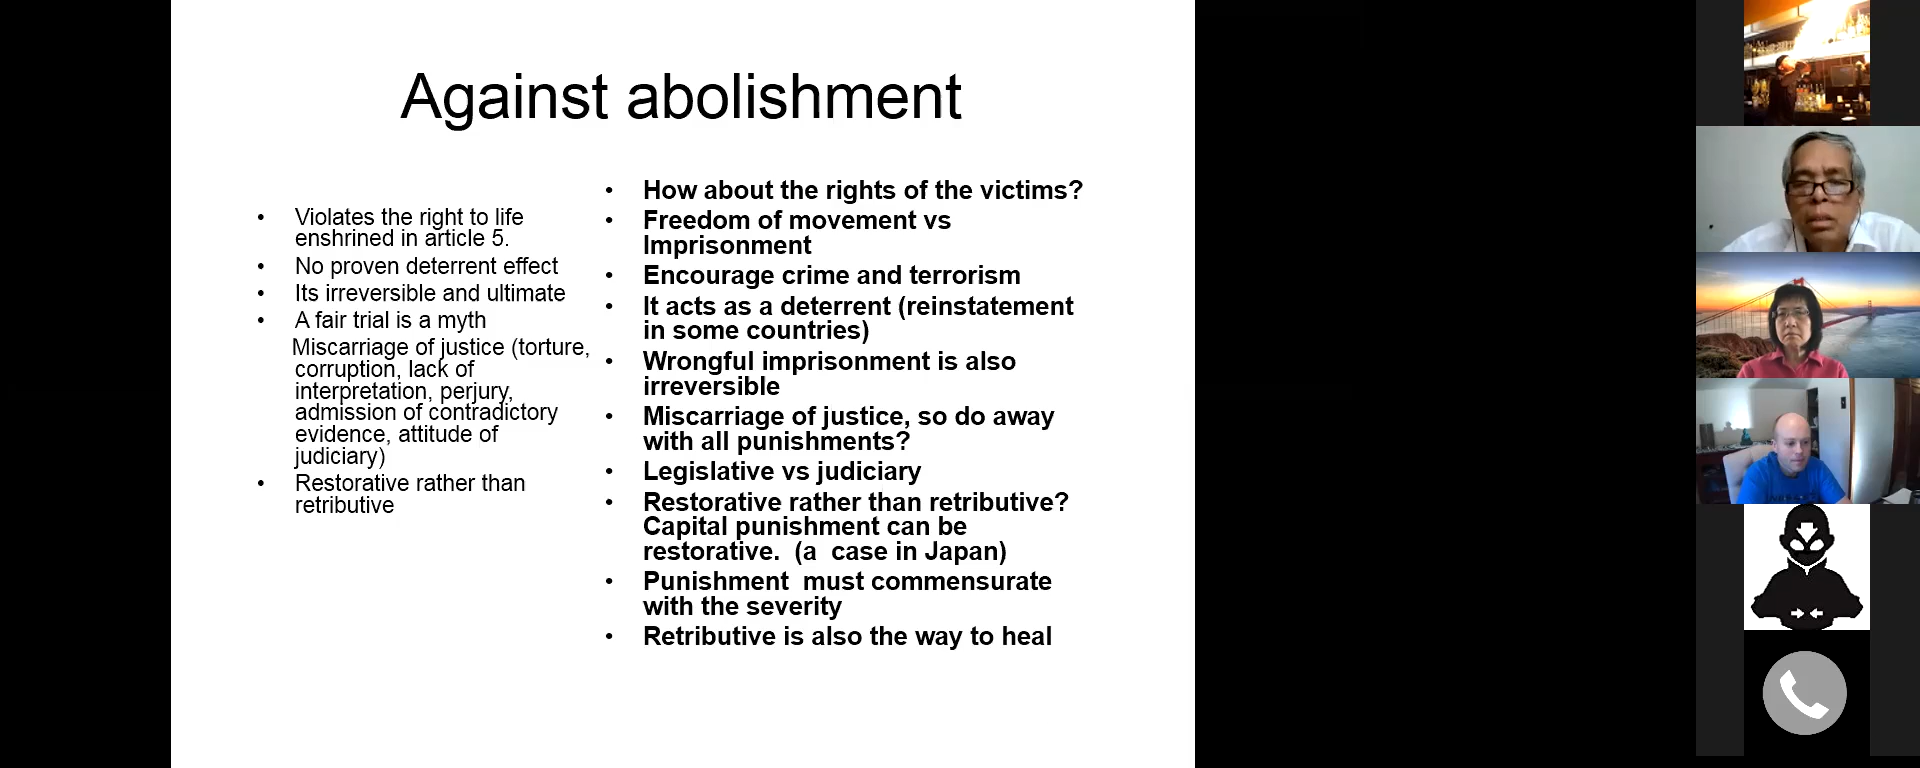 Against abolishment
Violates the right to life
enshrined in article 5.
No proven deterrent effect
Its irreversible and ultimate
A fair trial is a myth
Miscarriage of justice (torture,
corruption, lack of
interpretation, perjury,
admission of contradictory
evidence, attitude of
judiciary)
Restorative rather than
retributive
How about the rights of the victims?
Freedom of movement vs
Imprisonment
Encourage crime and terrorism
It acts as a deterrent (reinstatement
in some countries)
Wrongful imprisonment is also
irreversible
Miscarriage of justice, so do away
with all punishments?
Legislative vs judiciary
Restorative rather than retributive?
Capital punishment can be
restorative.  (a  case in Japan)
Punishment  must commensurate
with the severity
Retributive is also the way to heal